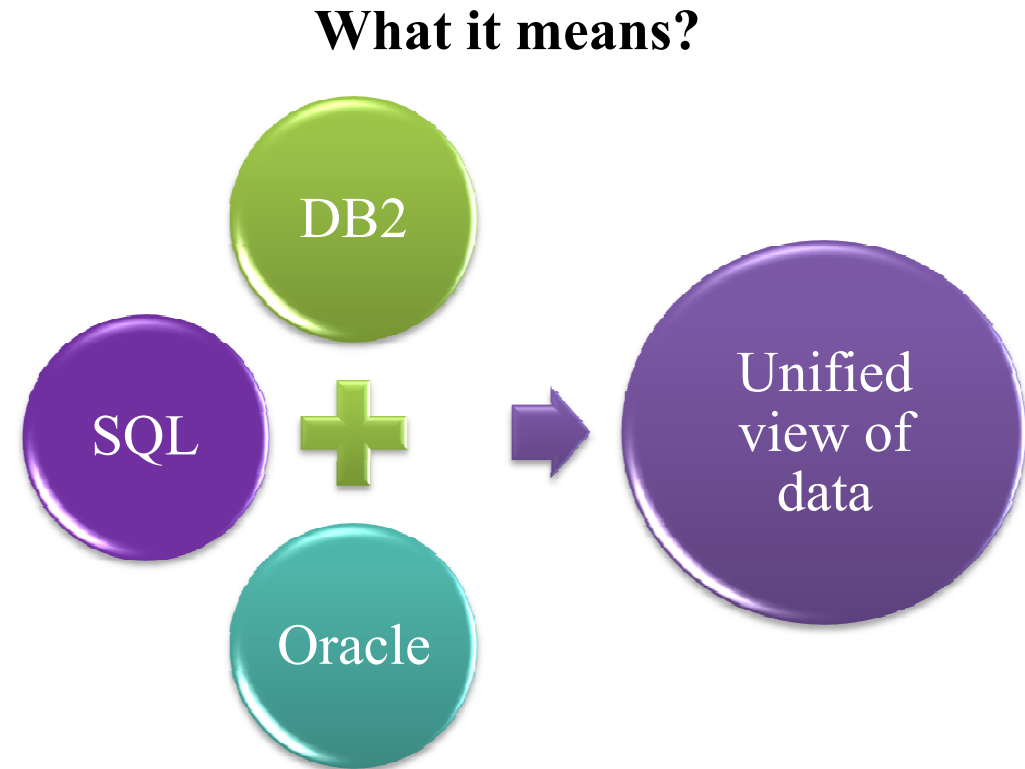 What it means?
DB2
SQL
Oracle
Unified
view of
data